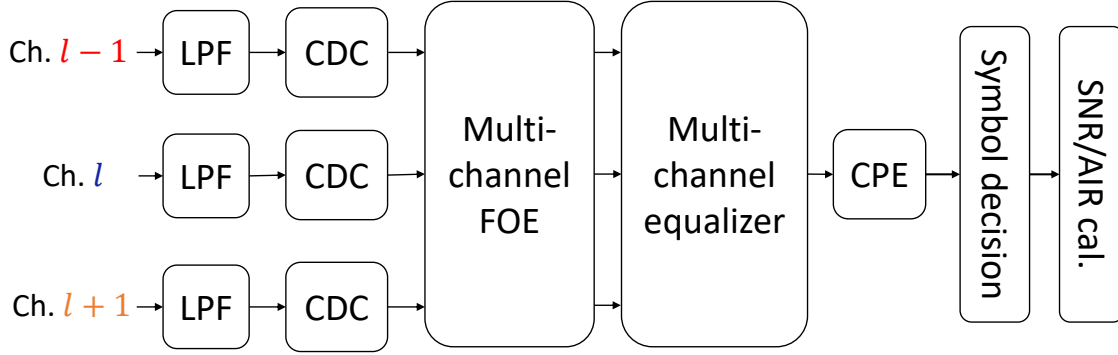 Ch. l − 1
LPF
CDC
Ch. l
LPF
CDC
Ch. l + 1
LPF
CDC
Multi-
channel
FOE
Multi-
channel
equalizer
CPE
Symbol decision
SNR/AIR cal.